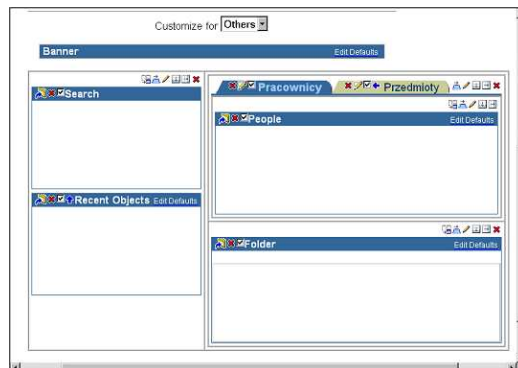 Customize for Others
Banner Edit Defaults
Search
Recent Objects Edit Defaults
Pracownicy Przedmioty
People Edit Defaults
Folder Edit Defaults